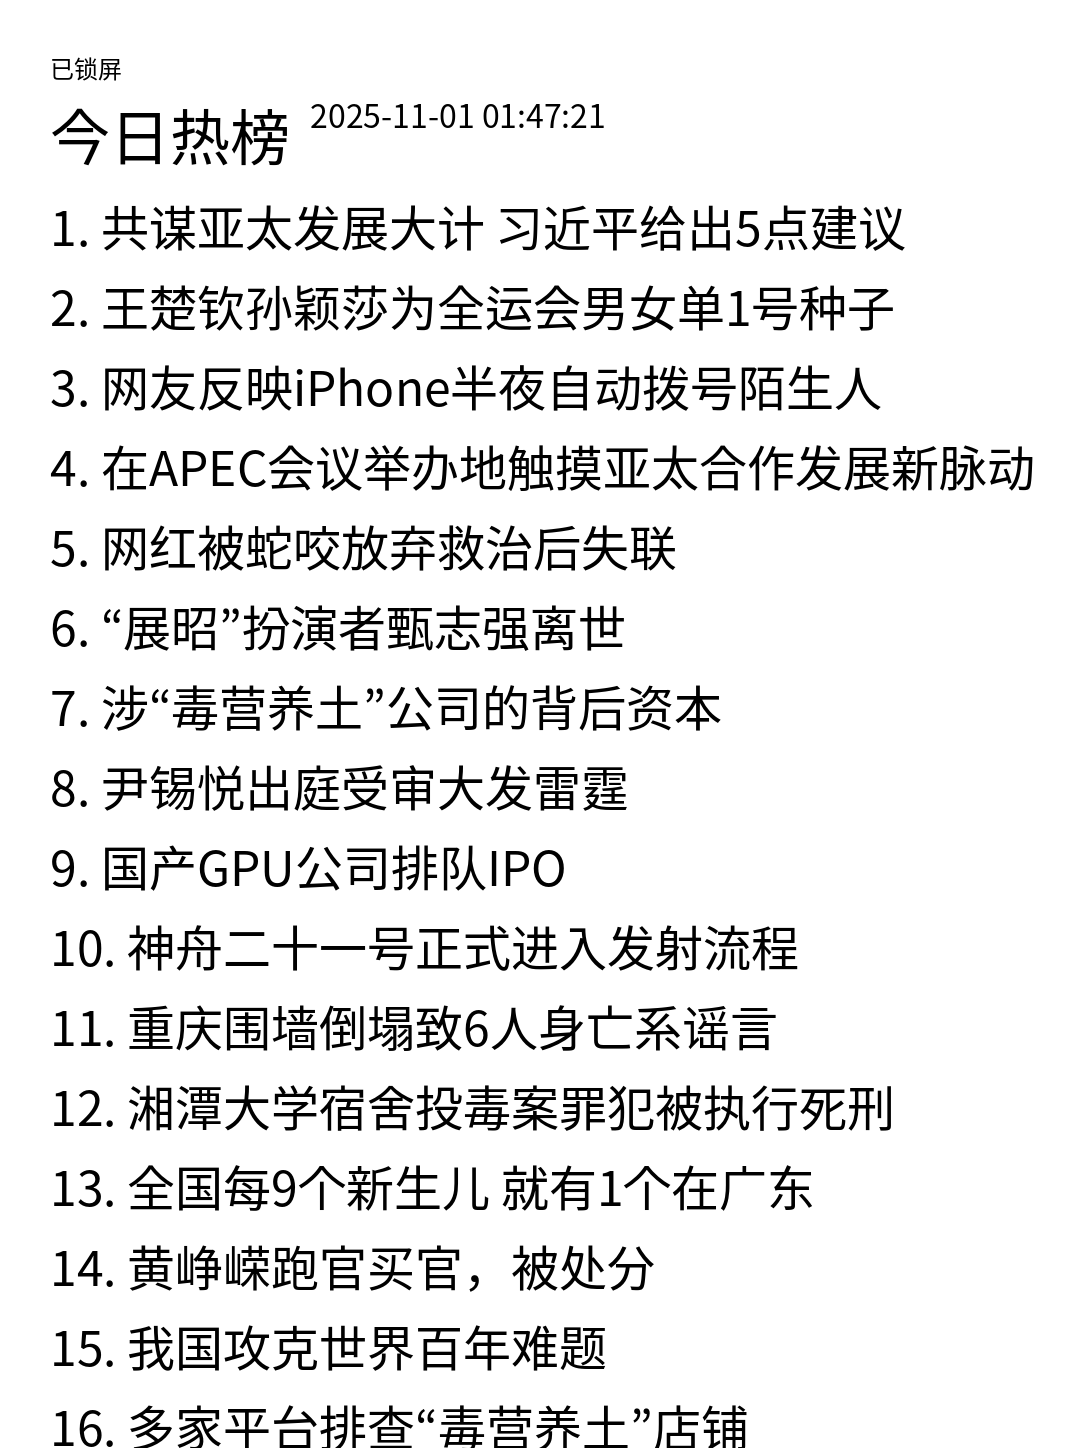 已锁屏
今日热榜 2025-11-01 01:47:21
1. 共谋亚太发展大计 习近平给出5点建议
2. 王楚钦孙颖莎为全运会男女单1号种子
3. 网友反映iPhone半夜自动拨号陌生人
4. 在APEC会议举办地触摸亚太合作发展新脉动
5. 网红被蛇咬放弃救治后失联
6. “展昭”扮演者甄志强离世
7. 涉“毒营养土”公司的背后资本
8. 尹锡悦出庭受审大发雷霆
9. 国产GPU公司排队IPO
10. 神舟二十一号正式进入发射流程
11. 重庆围墙倒塌致6人身亡系谣言
12. 湘潭大学宿舍投毒案罪犯被执行死刑
13. 全国每9个新生儿 就有1个在广东
14. 黄峥嵘跑官买官，被处分
15. 我国攻克世界百年难题
16. 多家平台排查“毒营养土”店铺